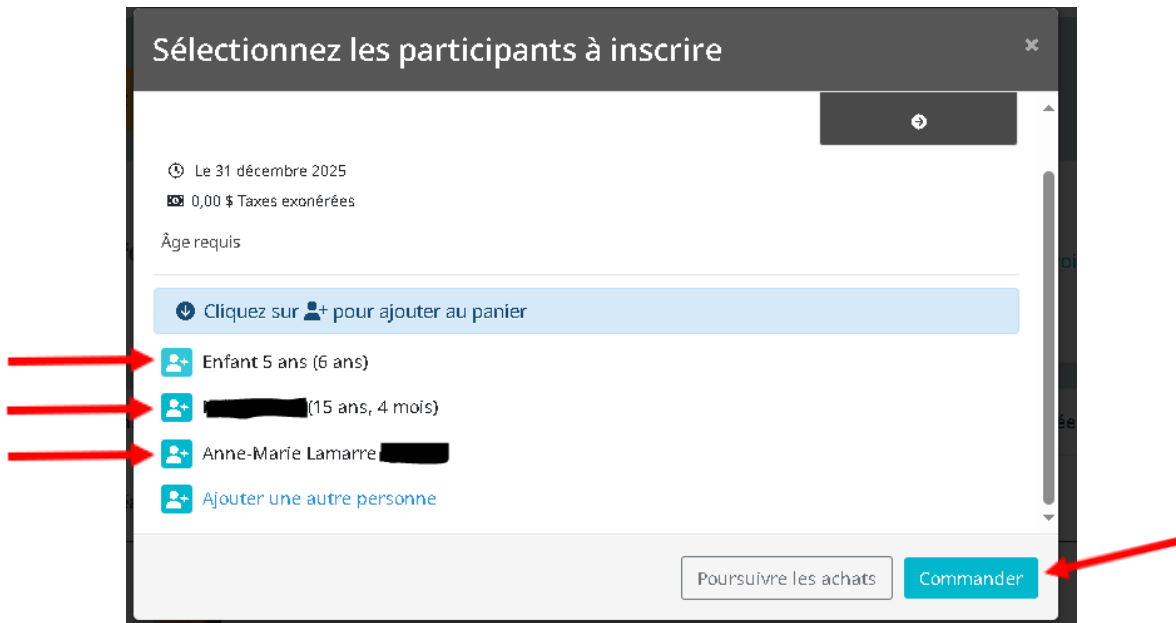 Sélectionnez les participants à inscrire
Le 31 décembre 2025
0,00 $ Taxes exonérées
Âge requis
Cliquez sur pour ajouter au panier
Enfant 5 ans (6 ans)
(15 ans, 4 mois)
Anne-Marie Lamarre
Ajouter une autre personne
Poursuivre les achats
Commander